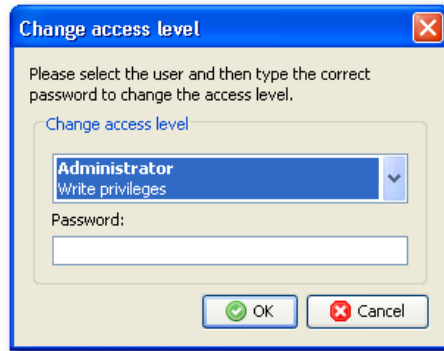 Change access level
Please select the user and then type the correct
password to change the access level.
Change access level
Administrator
Write privileges
Password:
OK
Cancel